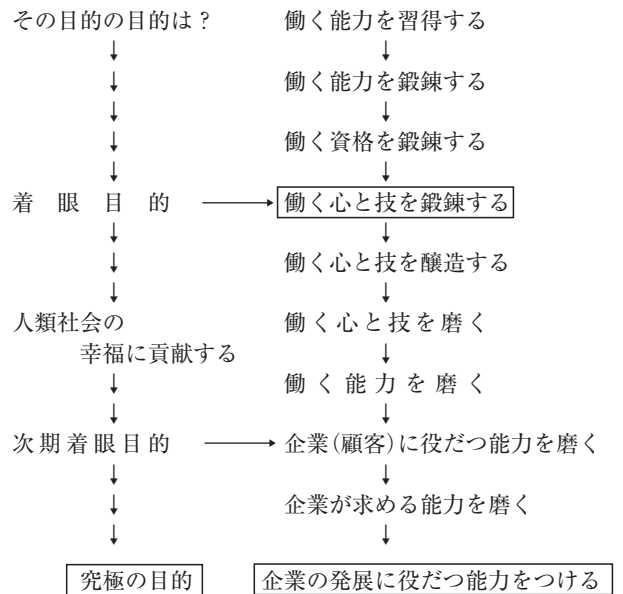 その目的の目的は? 働く能力を習得する
働く能力を鍛錬する
働く資格を鍛錬する
着眼目的 働く心と技を鍛錬する
働く心と技を醸造する
人類社会の 働く心と技を磨く
幸福に貢献する
働く能力を磨く
次期着眼目的 企業(顧客)に役だつ能力を磨く
企業が求める能力を磨く
究極の目的 企業の発展に役だつ能力をつける